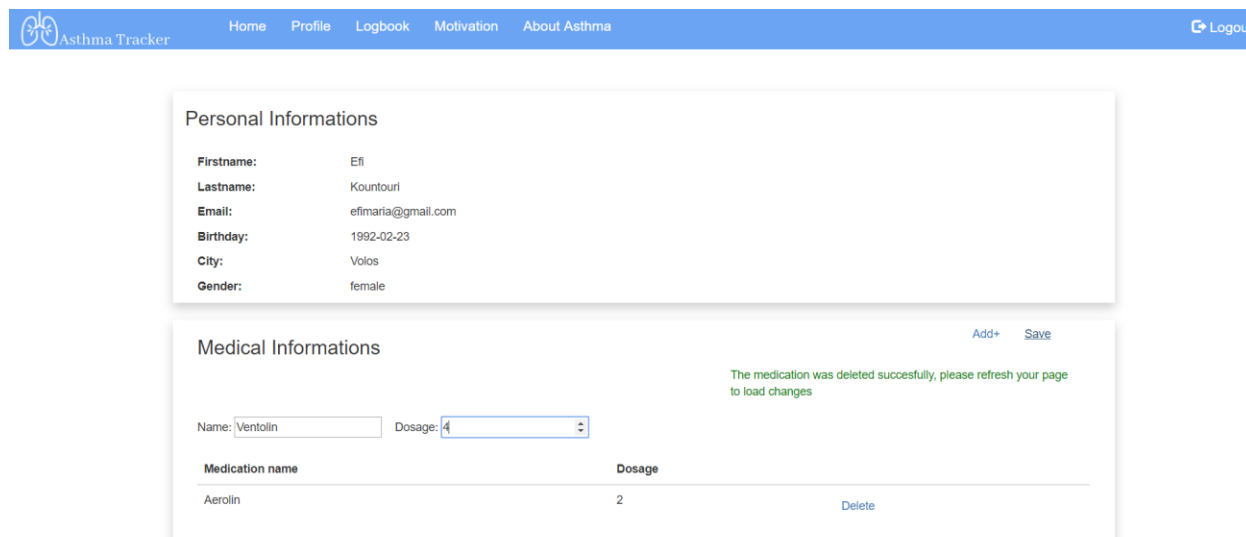 Asthma Tracker Home Profile Logbook Motivation About Asthma Logou
Personal Informations
Firstname: Efi
Lastname: Kountouri
Email: efimaria@gmail.com
Birthday: 1992-02-23
City: Volos
Gender: female
Add+ Save
Medical Informations
The medication was deleted succesfully, please refresh your page
to load changes
Name: Ventolin Dosage: 4
Medication name Dosage
Aerolin 2 Delete